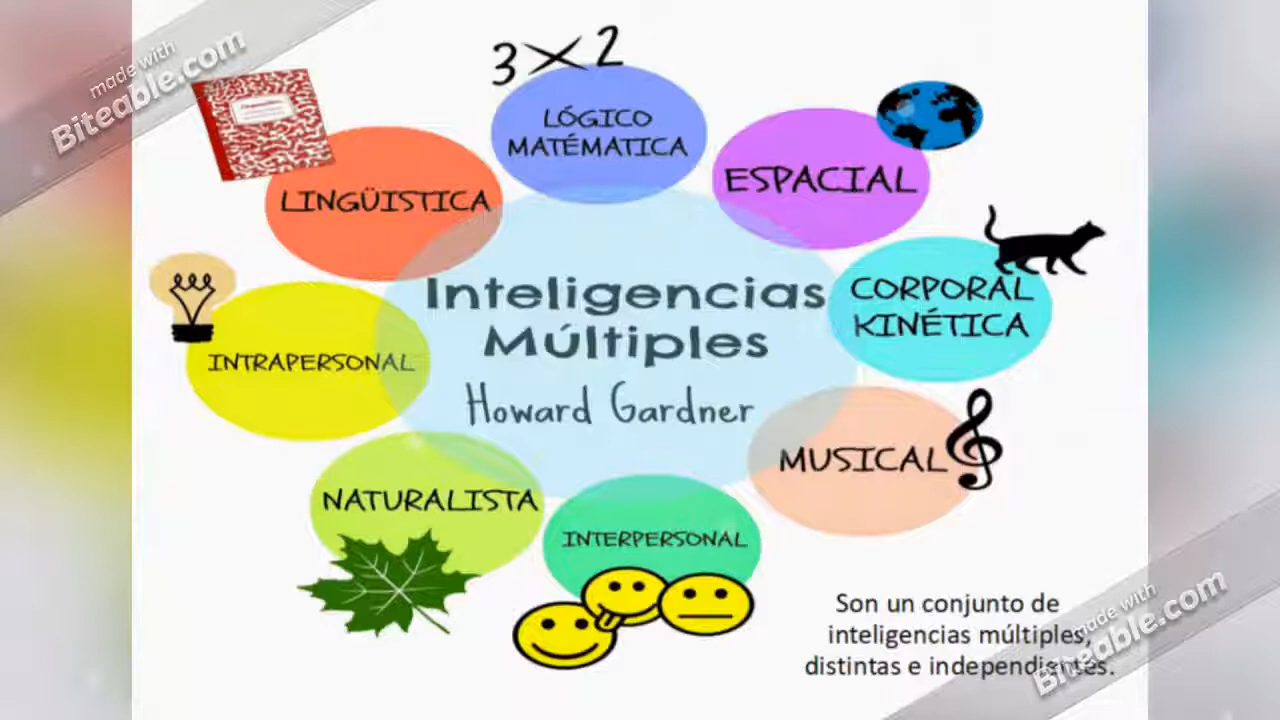 made with
Biteable.com
3 X 2
LÓGICO
MATÉMATICA
ESPACIAL
LINGÜISTICA
CORPORAL
KINÉTICA
Inteligencias
Múltiples
Howard Gardner
INTRAPERSONAL
MUSICAL
NATURALISTA
INTERPERSONAL
Son un conjunto de
inteligencias múltiples,
distintas e independientes.
made with
Biteable.com